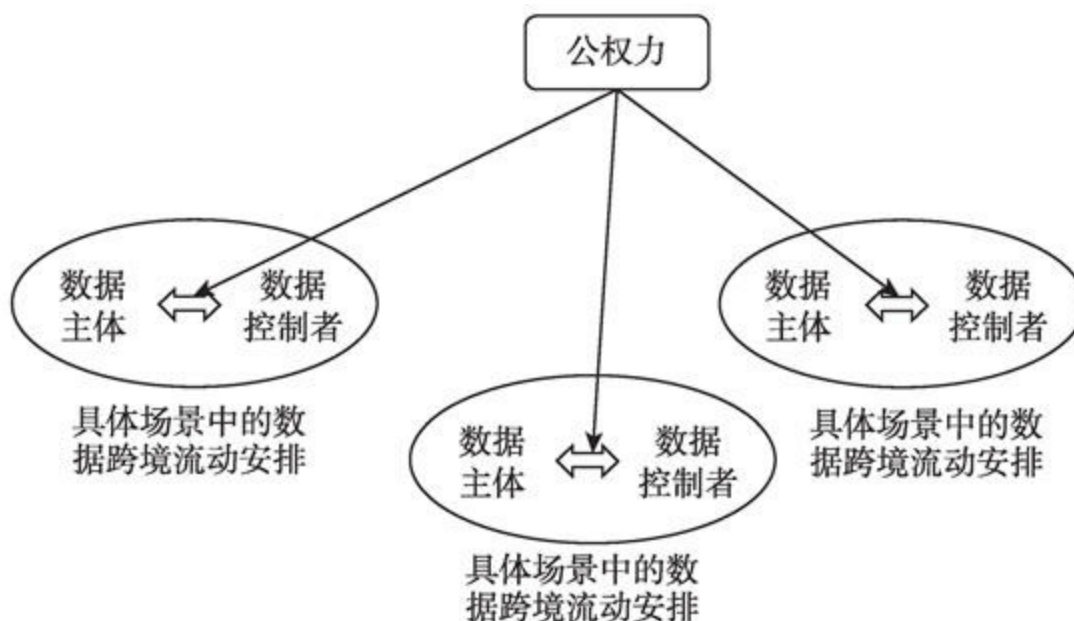 公权力
数据
主体
数据
控制者
具体场景中的数
据跨境流动安排
数据
主体
数据
控制者
具体场景中的数
据跨境流动安排
数据
主体
数据
控制者
具体场景中的数
据跨境流动安排